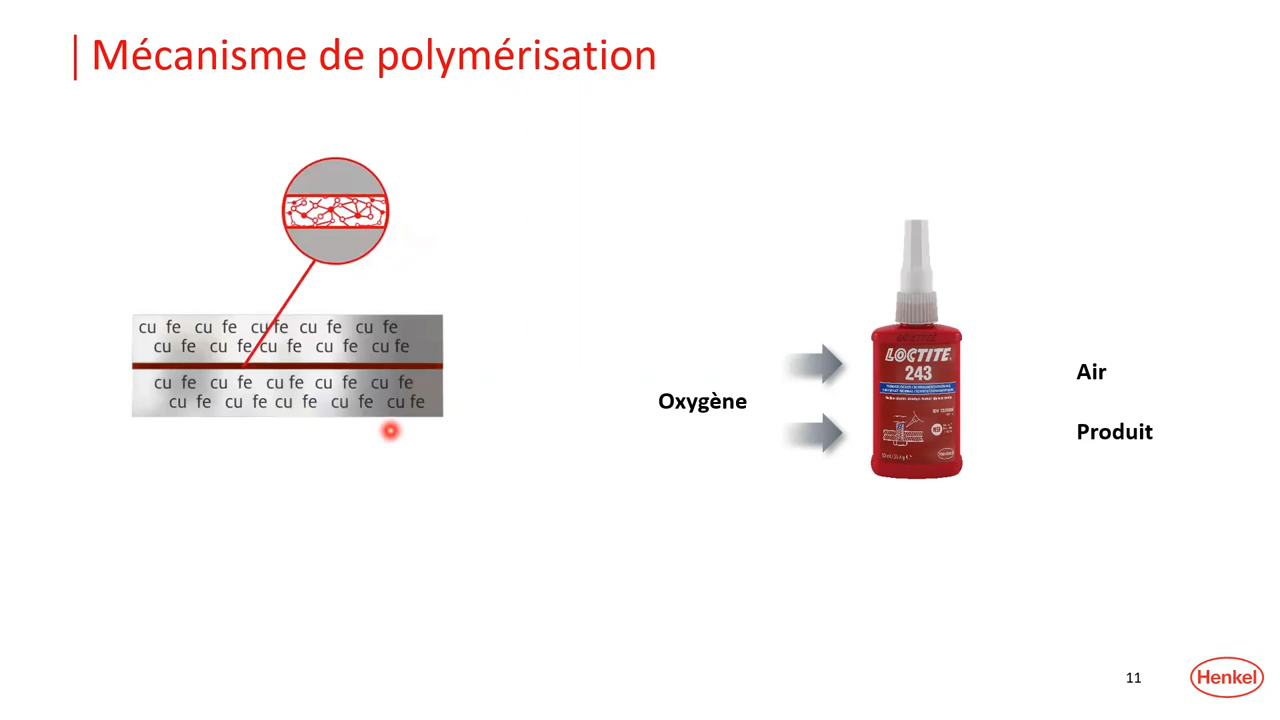 Mécanisme de polymérisation
cu fe cu fe cu fe cu fe cu fe
cu fe cu fe cu fe cu fe cu fe
cu fe cu fe cu fe cu fe cu fe
cu fe cu fe cu fe cu fe cu fe
Oxygène
LOCTITE
243
Air
Produit
11
Henkel